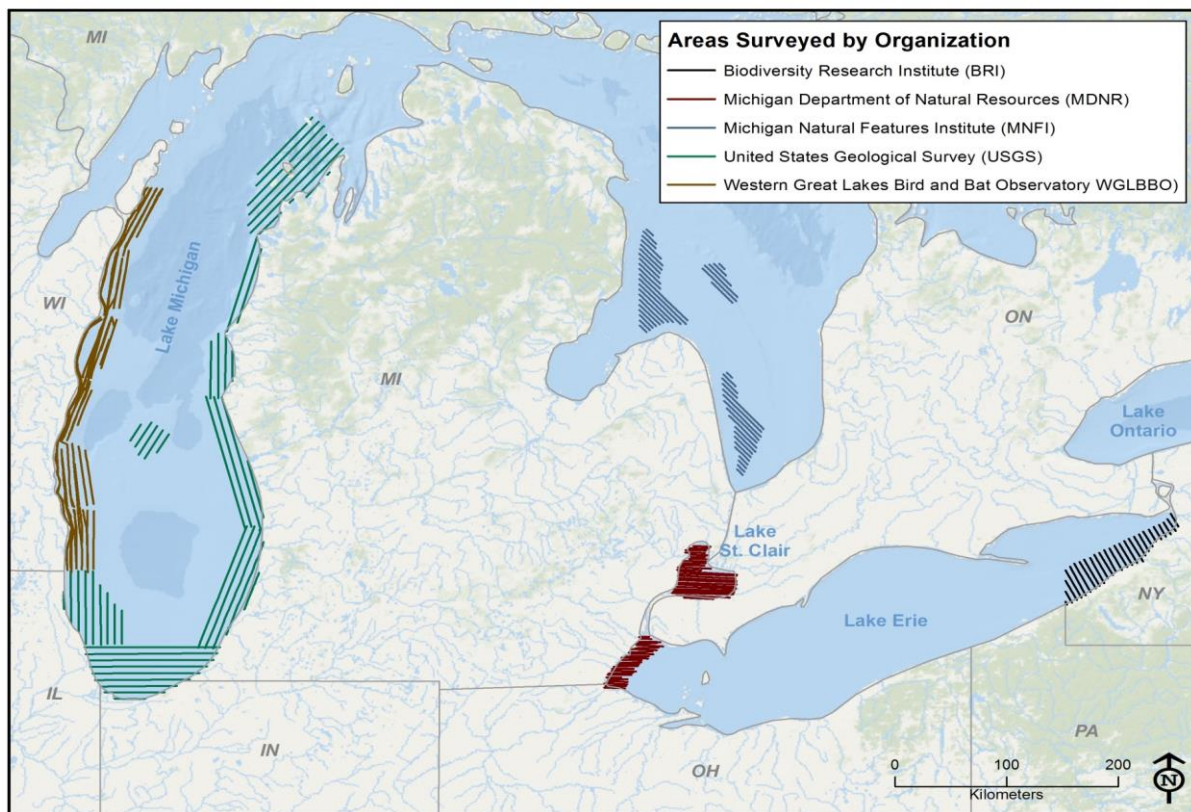 MI
Areas Surveyed by Organization
Biodiversity Research Institute (BRI)
Michigan Department of Natural Resources (MDNR)
Michigan Natural Features Institute (MNFI)
United States Geological Survey (USGS)
Western Great Lakes Bird and Bat Observatory WGLBBO)
Lake Michigan
WI
MI
ON
Lake
Ontario
Lake
St. Clair
Lake Erie
NY
IL
IN
OH
PA
0 100 200
Kilometers
N